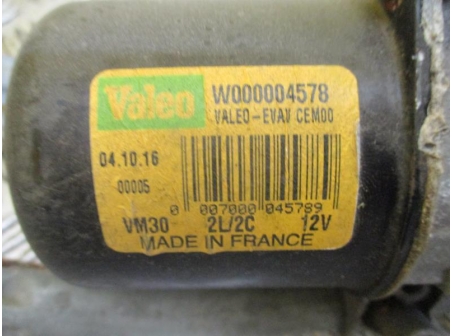 Valeo W000004578
VALEO-EVAV CEM00
04.10.16
00005
0 007000 045789
VM30 2L/2C 12V
MADE IN FRANCE